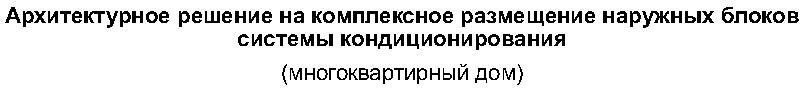 Архитектурное решение на комплексное размещение наружных блоков
системы кондиционирования
(многоквартирный дом)